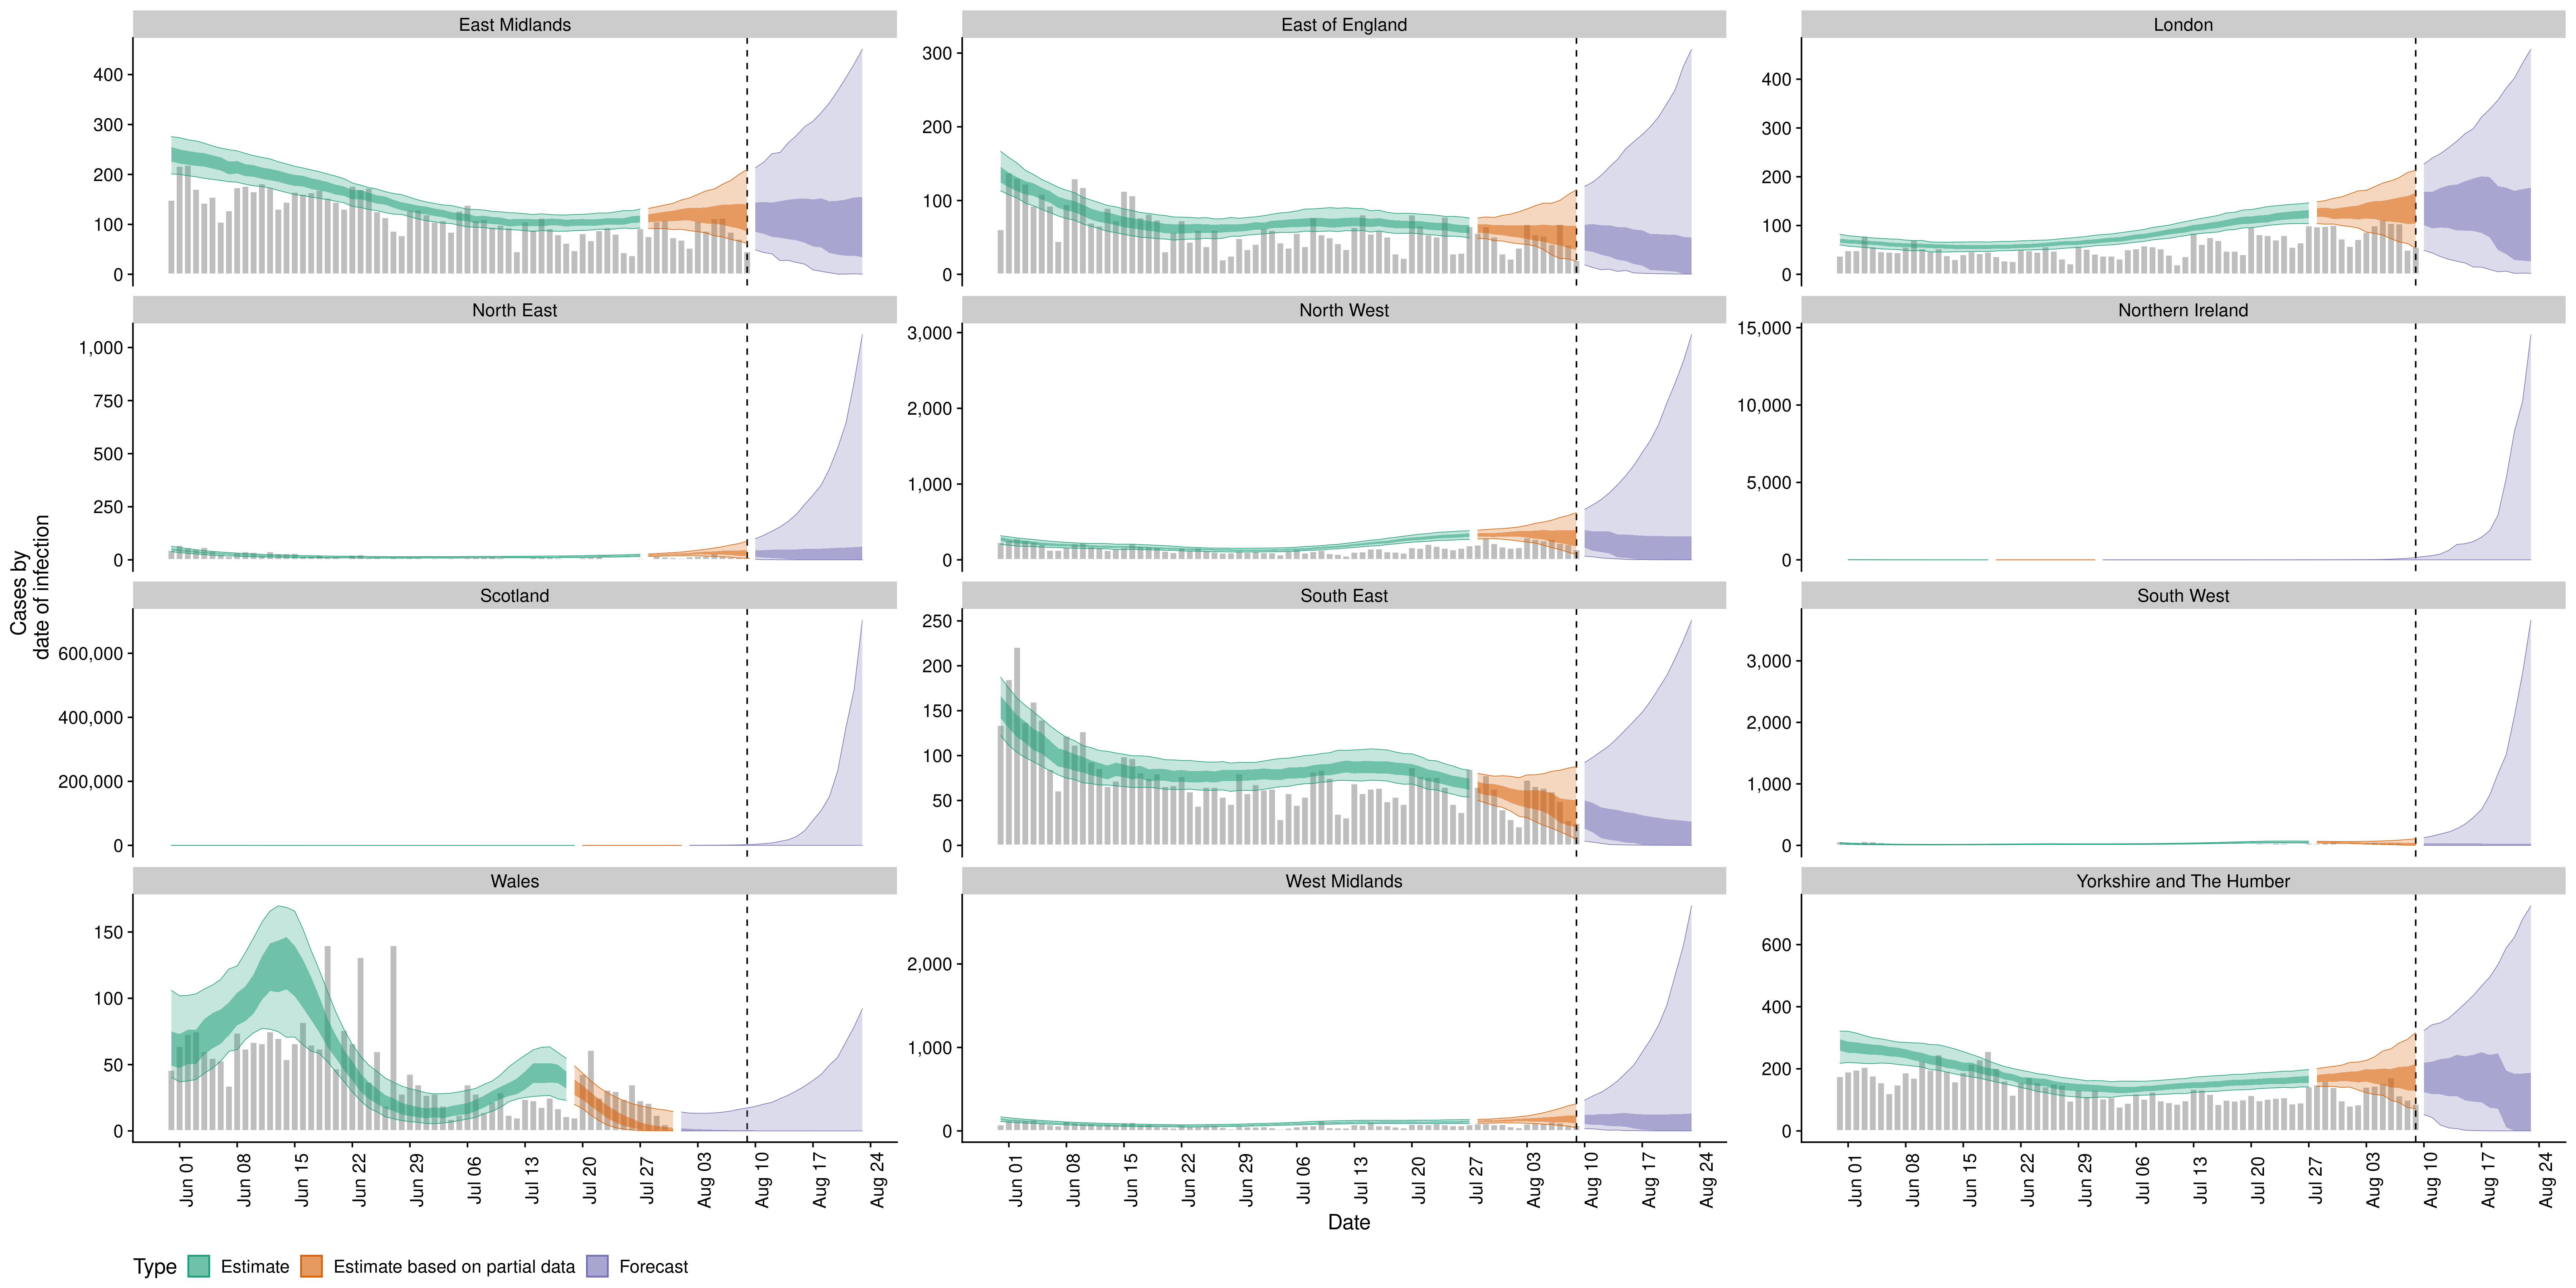 East Midlands
East of England
London
400
300
200
100
0
300
200
100
0
400
300
200
100
0
North East
North West
Northern Ireland
1,000
750
500
250
0
3,000
2,000
1,000
0
15,000
10,000
5,000
0
Cases by
date of infection
Scotland
South East
South West
600,000
400,000
200,000
0
250
200
150
100
50
0
3,000
2,000
1,000
0
Wales
West Midlands
Yorkshire and The Humber
150
100
50
0
2,000
1,000
0
600
400
200
0
Jun 01
Jun 08
Jun 15
Jun 22
Jun 29
Jul 06
Jul 13
Jul 20
Jul 27
Aug 03
Aug 10
Aug 17
Aug 24
Jun 01
Jun 08
Jun 15
Jun 22
Jun 29
Jul 06
Jul 13
Jul 20
Jul 27
Aug 03
Aug 10
Aug 17
Aug 24
Jun 01
Jun 08
Jun 15
Jun 22
Jun 29
Jul 06
Jul 13
Jul 20
Jul 27
Aug 03
Aug 10
Aug 17
Aug 24
Date
Type Estimate Estimate based on partial data Forecast